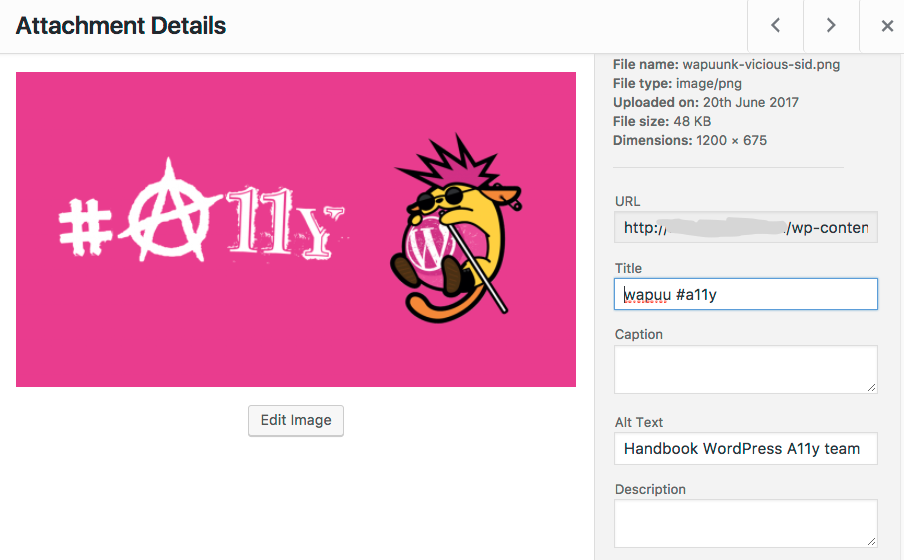 Attachment Details
File name: wapuunk-vicious-sid.png
File type: image/png
Uploaded on: 20th June 2017
File size: 48 KB
Dimensions: 1200 × 675
#A11y
W
URL
http:// /wp-conten
Title
wapuu #a11y
Caption
Edit Image
Alt Text
Handbook WordPress A11y team
Description